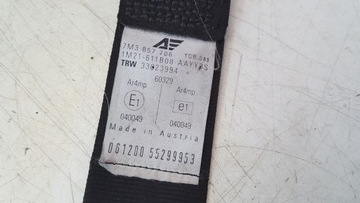 7M3 857 706
1M21-611B08
TRW 33023994
60329
Ar4mp Ar4mp
E1 e1
040049 040049
Made in Austria
061200 55299953